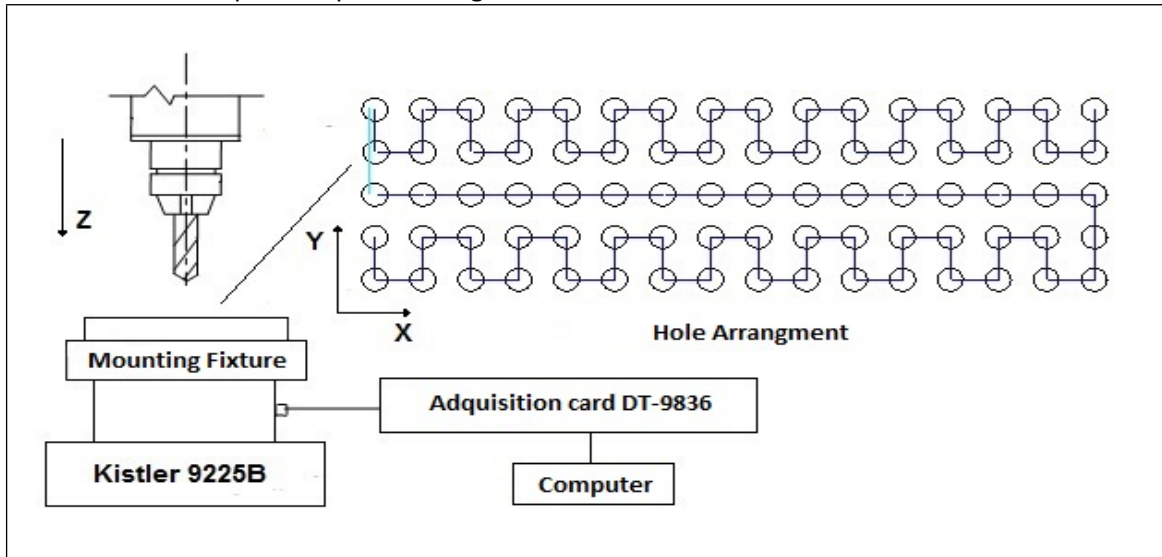 Z
Y
X
Hole Arrangment
Mounting Fixture
Adquisition card DT-9836
Kistler 9225B
Computer